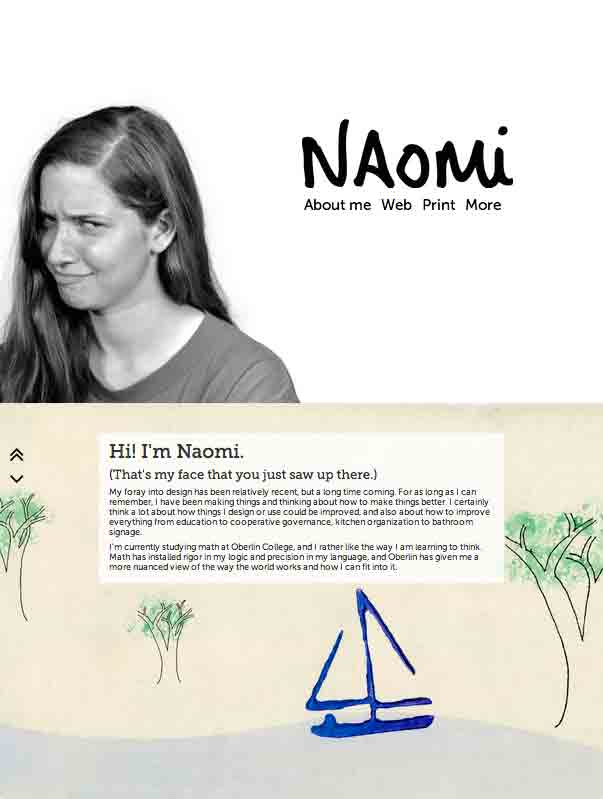 NAomi
About me Web Print More
Hi! I'm Naomi.
(That's my face that you just saw up there.)
My foray into design has been relatively recent, but a long time coming. For as long as I can
remember, I have been making things and thinking about how to make things better. I certainly
think a lot about how things I design or use could be improved, and also about how to improve
everything from education to cooperative governance, kitchen organization to bathroom
signage.
I'm currently studying math at Oberlin College, and I rather like the way I am learning to think.
Math has installed rigor in my logic and precision in my language, and Oberlin has given me a
more nuanced view of the way the world works and how I can fit into it.